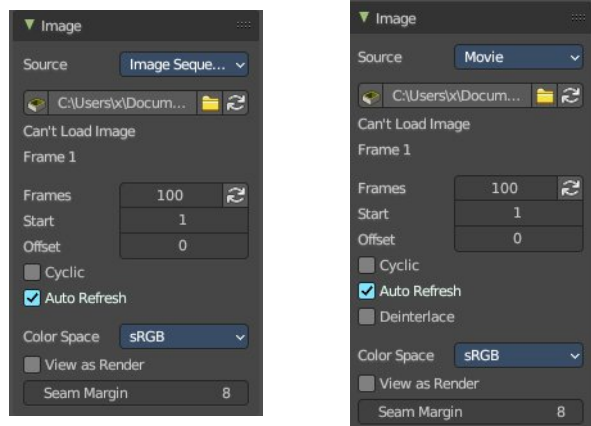 Image
Source Image Seque...
C:\Users\x\Docum...
Can't Load Image
Frame 1
Frames 100
Start 1
Offset 0
Cyclic
Auto Refresh
Color Space sRGB
View as Render
Seam Margin 8
Image
Source Movie
C:\Users\x\Docum...
Can't Load Image
Frame 1
Frames 100
Start 1
Offset 0
Cyclic
Auto Refresh
Deinterlace
Color Space sRGB
View as Render
Seam Margin 8